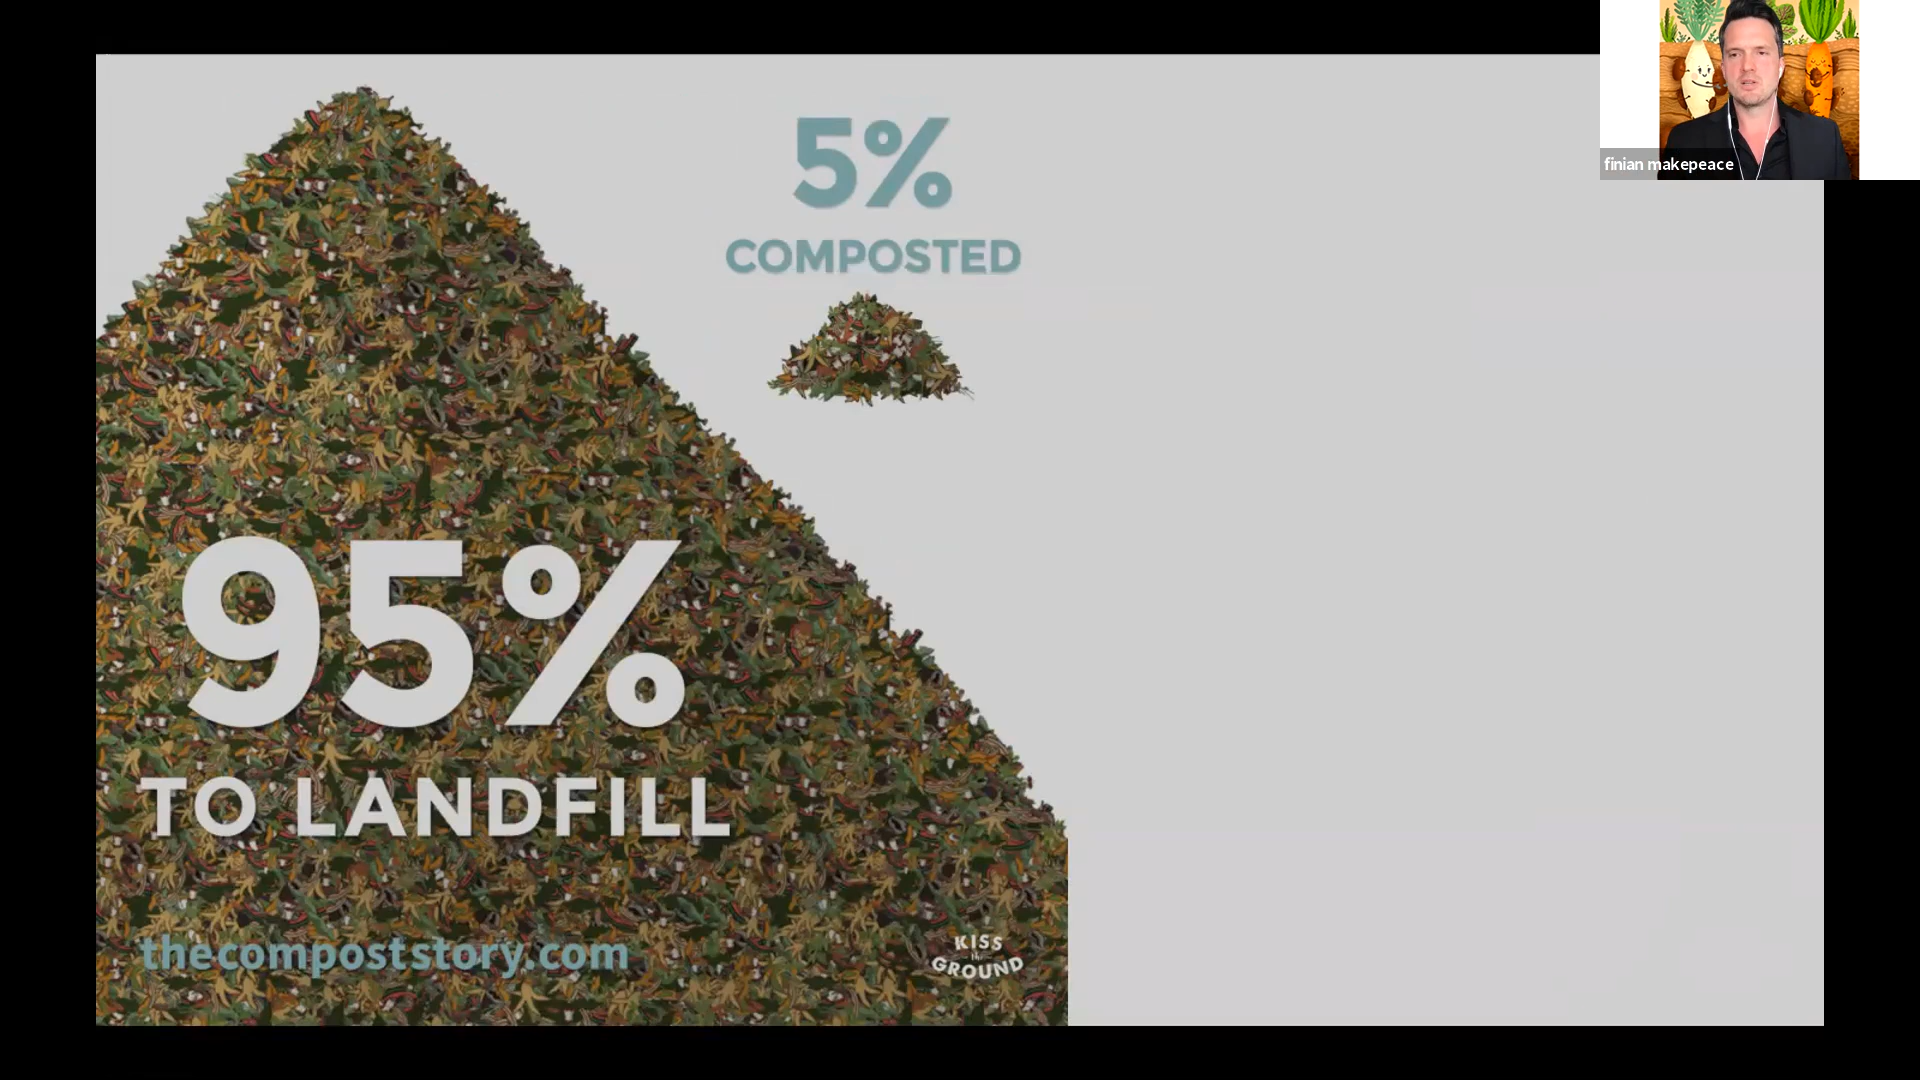 finian makepeace
5%
COMPOSTED
95%
TO LANDFILL
thecompoststory.com
KISS
the
GROUND